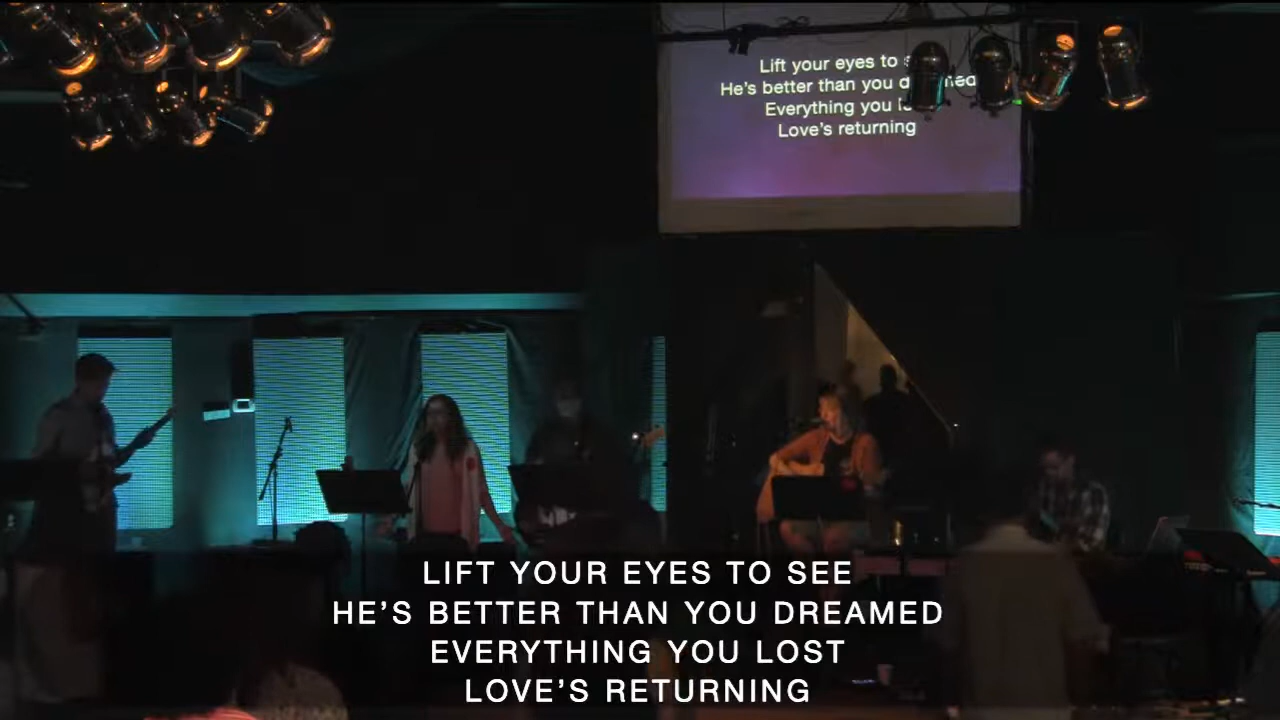 Lift your eyes to
He's better than you
Everything you
Love's returning
LIFT YOUR EYES TO SEE
HE'S BETTER THAN YOU DREAMED
EVERYTHING YOU LOST
LOVE'S RETURNING